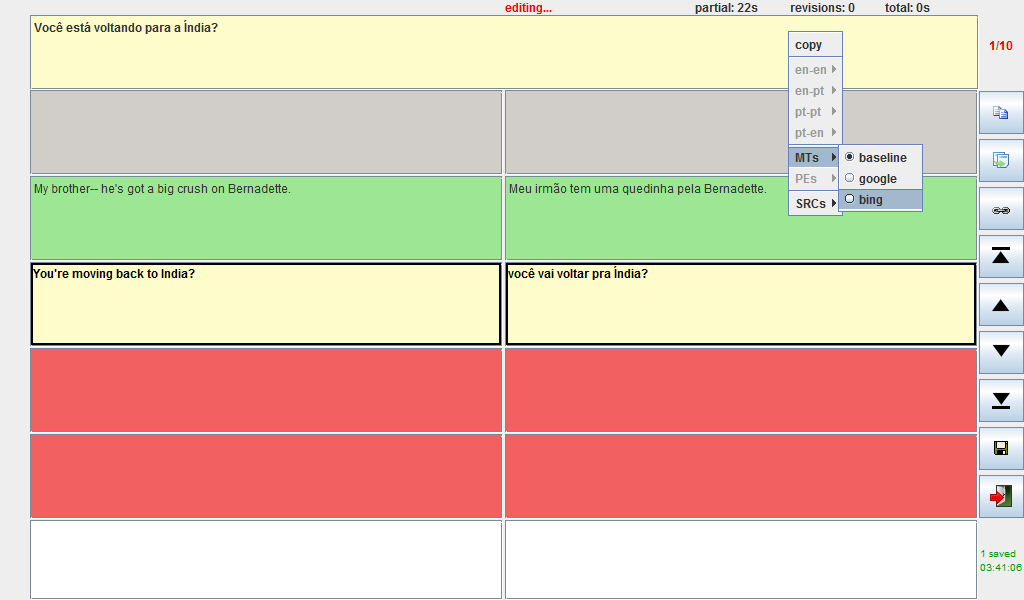 editing... partial: 22s revisions: 0 total: 0s
Você está voltando para a Índia?
1/10
copy
en-en
en-pt
pt-pt
pt-en
MTs
PEs
SRCs
baseline
google
bing
My brother-- he's got a big crush on Bernadette.
Meu irmão tem uma quedinha pela Bernadette.
You're moving back to India?
você vai voltar pra Índia?
1 saved
03:41:06